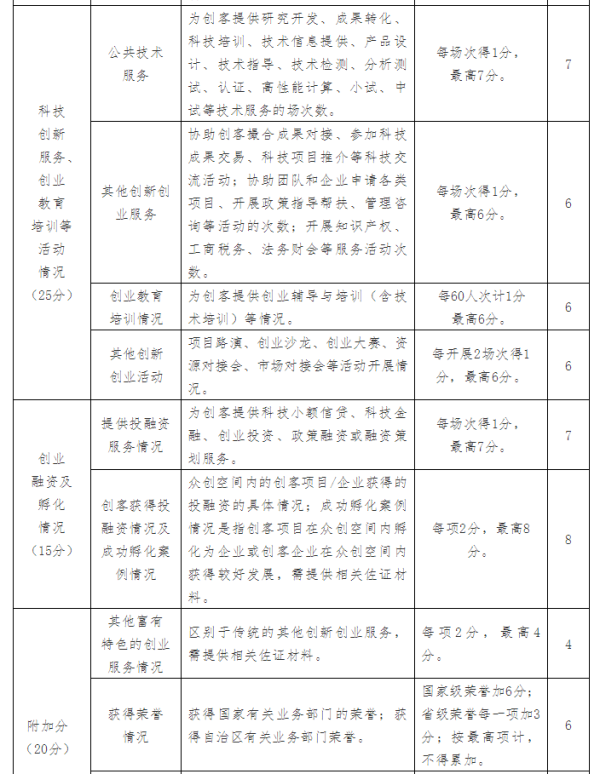 科技
创新
服务、
创业
教育
培训等
活动
情况
（25分）
公共技术
服务
为创客提供研究开发、成果转化、
科技培训、技术信息提供、产品设
计、技术指导、技术检测、分析测
试、认证、高性能计算、小试、中
试等技术服务的场次数。
每场次得1分，
最高7分。
7
其他创新创
业服务
协助创客撮合成果对接、参加科技
成果交易、科技项目推介等科技交
流活动；协助团队和企业申请各类
项目、开展政策指导帮扶、管理咨
询等活动的次数；开展知识产权、
工商税务、法务财会等服务活动次
数。
每场次得1分，
最高6分。
6
创业教育
培训情况
为创客提供创业辅导与培训（含技
术培训）等情况。
每60人次计1分
最高6分。
6
其他创新
创业活动
项目路演、创业沙龙、创业大赛、资
源对接会、市场对接会等活动开展情
况。
每开展2场次得1
分，最高6分。
6
创业
融资及
孵化
情况
（15分）
提供投融资
服务情况
为创客提供科技小额信贷、科技金
融、创业投资、政策融资或融资策
划服务。
每场次得1分，
最高7分。
7
创客获得投
融资情况及
成功孵化案
例情况
众创空间内的创客项目/企业获得的
投融资的具体情况；成功孵化案例
情况是指创客项目在众创空间内孵
化为企业或创客企业在众创空间内
获得较好发展，需提供相关佐证材
料。
每项2分，最高8
分。
8
附加分
（20分）
其他富有
特色的创业
服务情况
区别于传统的其他创新创业服务，
需提供相关佐证材料。
每项2分，最高4
分。
4
获得荣誉
情况
获得国家有关业务部门的荣誉；获
得自治区有关业务部门荣誉。
国家级荣誉加6分；
省级荣誉每一项加3
分；按最高项计，
不得累加。
6